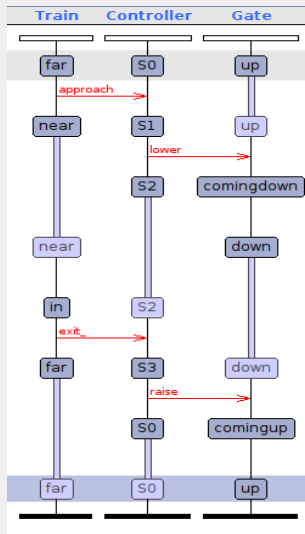 Train Controller Gate
far S0 up
approach
near S1 up
lower
S2 comingdown
near down
in S2
exit_
far S3 down
raise
S0 comingup
far S0 up